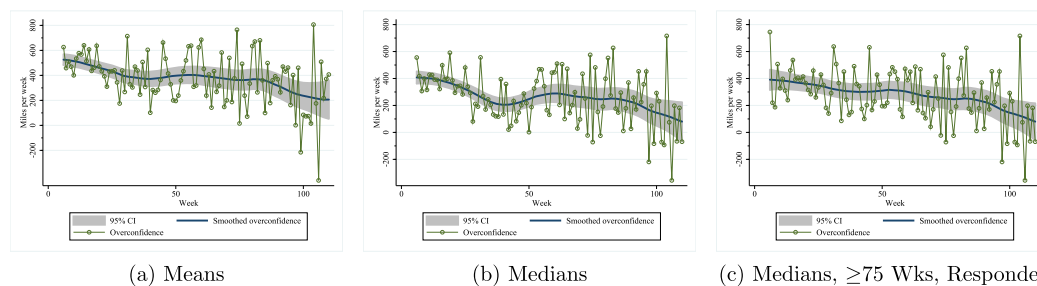 800
600
400
200
0
-200
Miles per week
0
50
100
Week
95% CI
Smoothed overconfidence
Overconfidence
(a) Means
800
600
400
200
0
-200
Miles per week
0
50
100
Week
95% CI
Smoothed overconfidence
Overconfidence
(b) Medians
800
600
400
200
0
-200
Miles per week
0
50
100
Week
95% CI
Smoothed overconfidence
Overconfidence
(c) Medians, ≥75 Wks, Responde